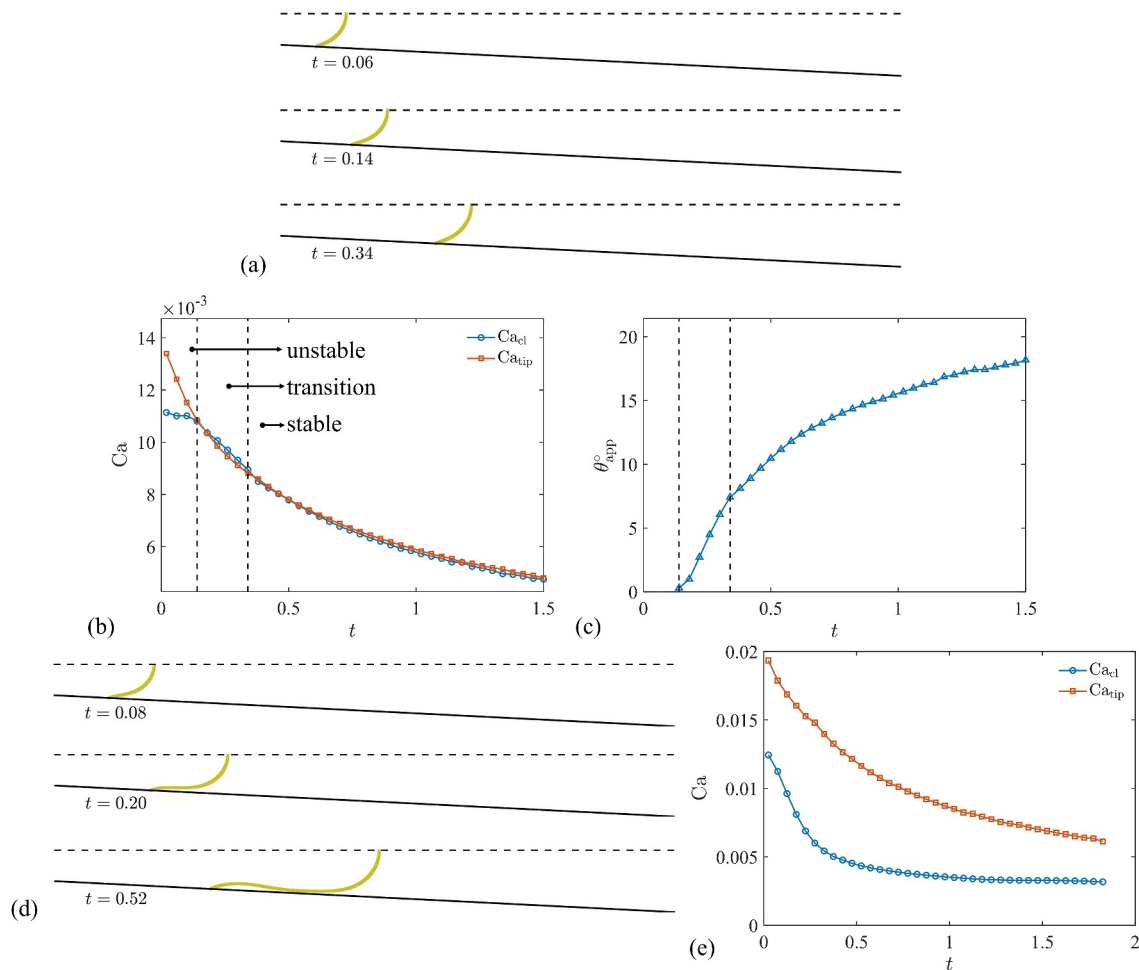 t = 0.06
t = 0.14
t = 0.34
(a)
×10⁻³
14
12
10
8
6
Ca
0
0.5
1
1.5
t
Ca_cl
Ca_tip
unstable
transition
stable
(b)
20
15
10
5
0
θ°_app
0
0.5
1
1.5
t
(c)
t = 0.08
t = 0.20
t = 0.52
(d)
0.02
0.015
0.01
0.005
0
Ca
0
0.5
1
1.5
2
t
Ca_cl
Ca_tip
(e)